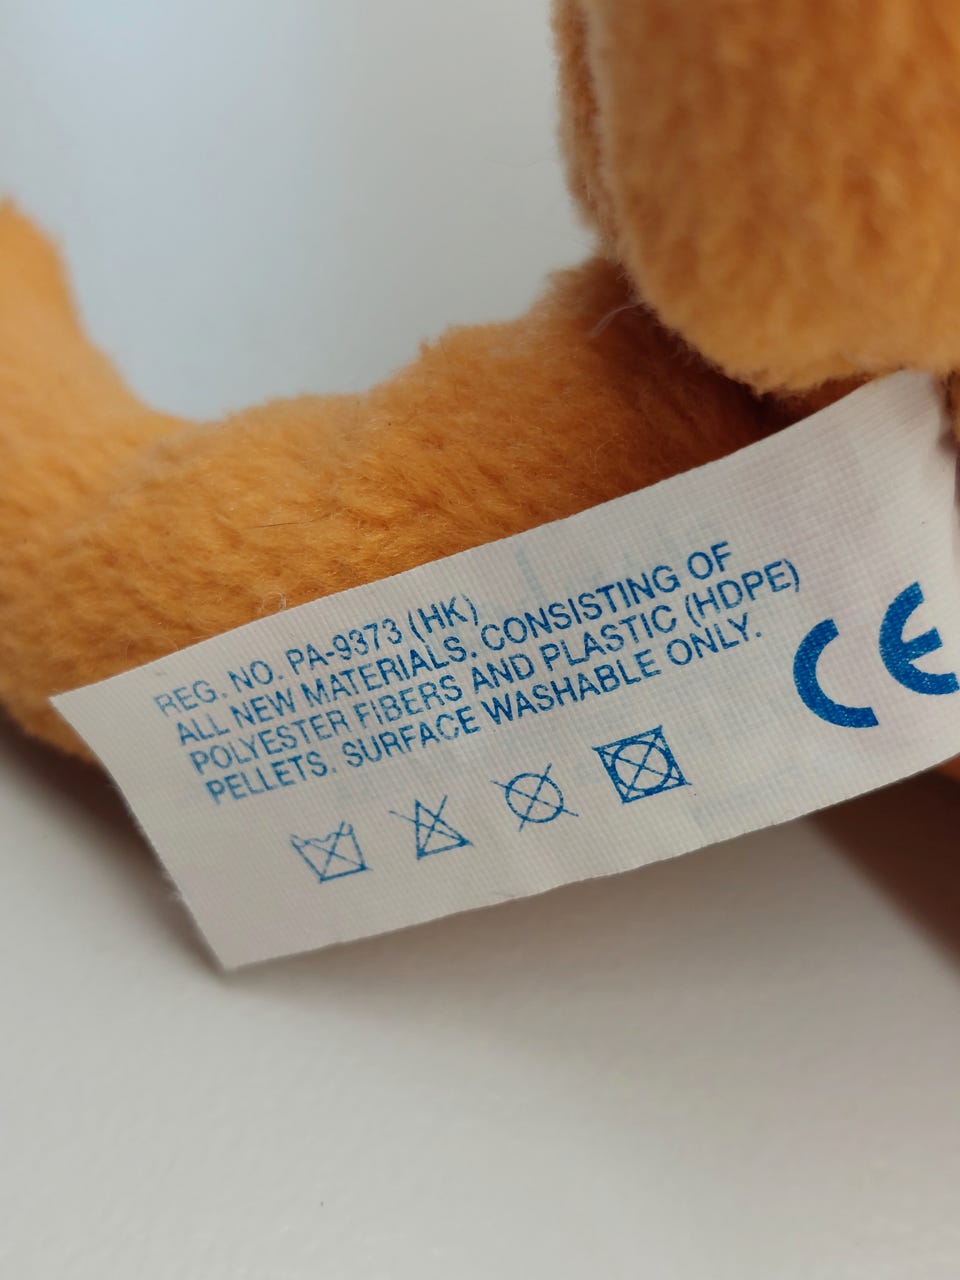 REG. NO. PA-9373 (HK)
ALL NEW MATERIALS. CONSISTING OF
POLYESTER FIBERS AND PLASTIC (HDPE)
PELLETS. SURFACE WASHABLE ONLY.
CE